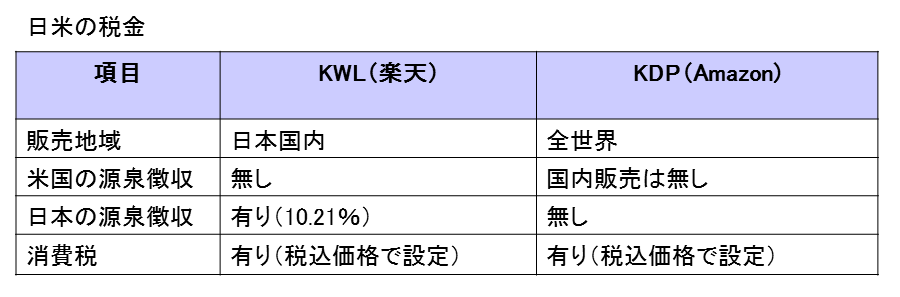 日米の税金
項目 KWL(楽天) KDP(Amazon)
販売地域 日本国内 全世界
米国の源泉徴収 無し 国内販売は無し
日本の源泉徴収 有り(10.21%) 無し
消費税 有り(税込価格で設定) 有り(税込価格で設定)